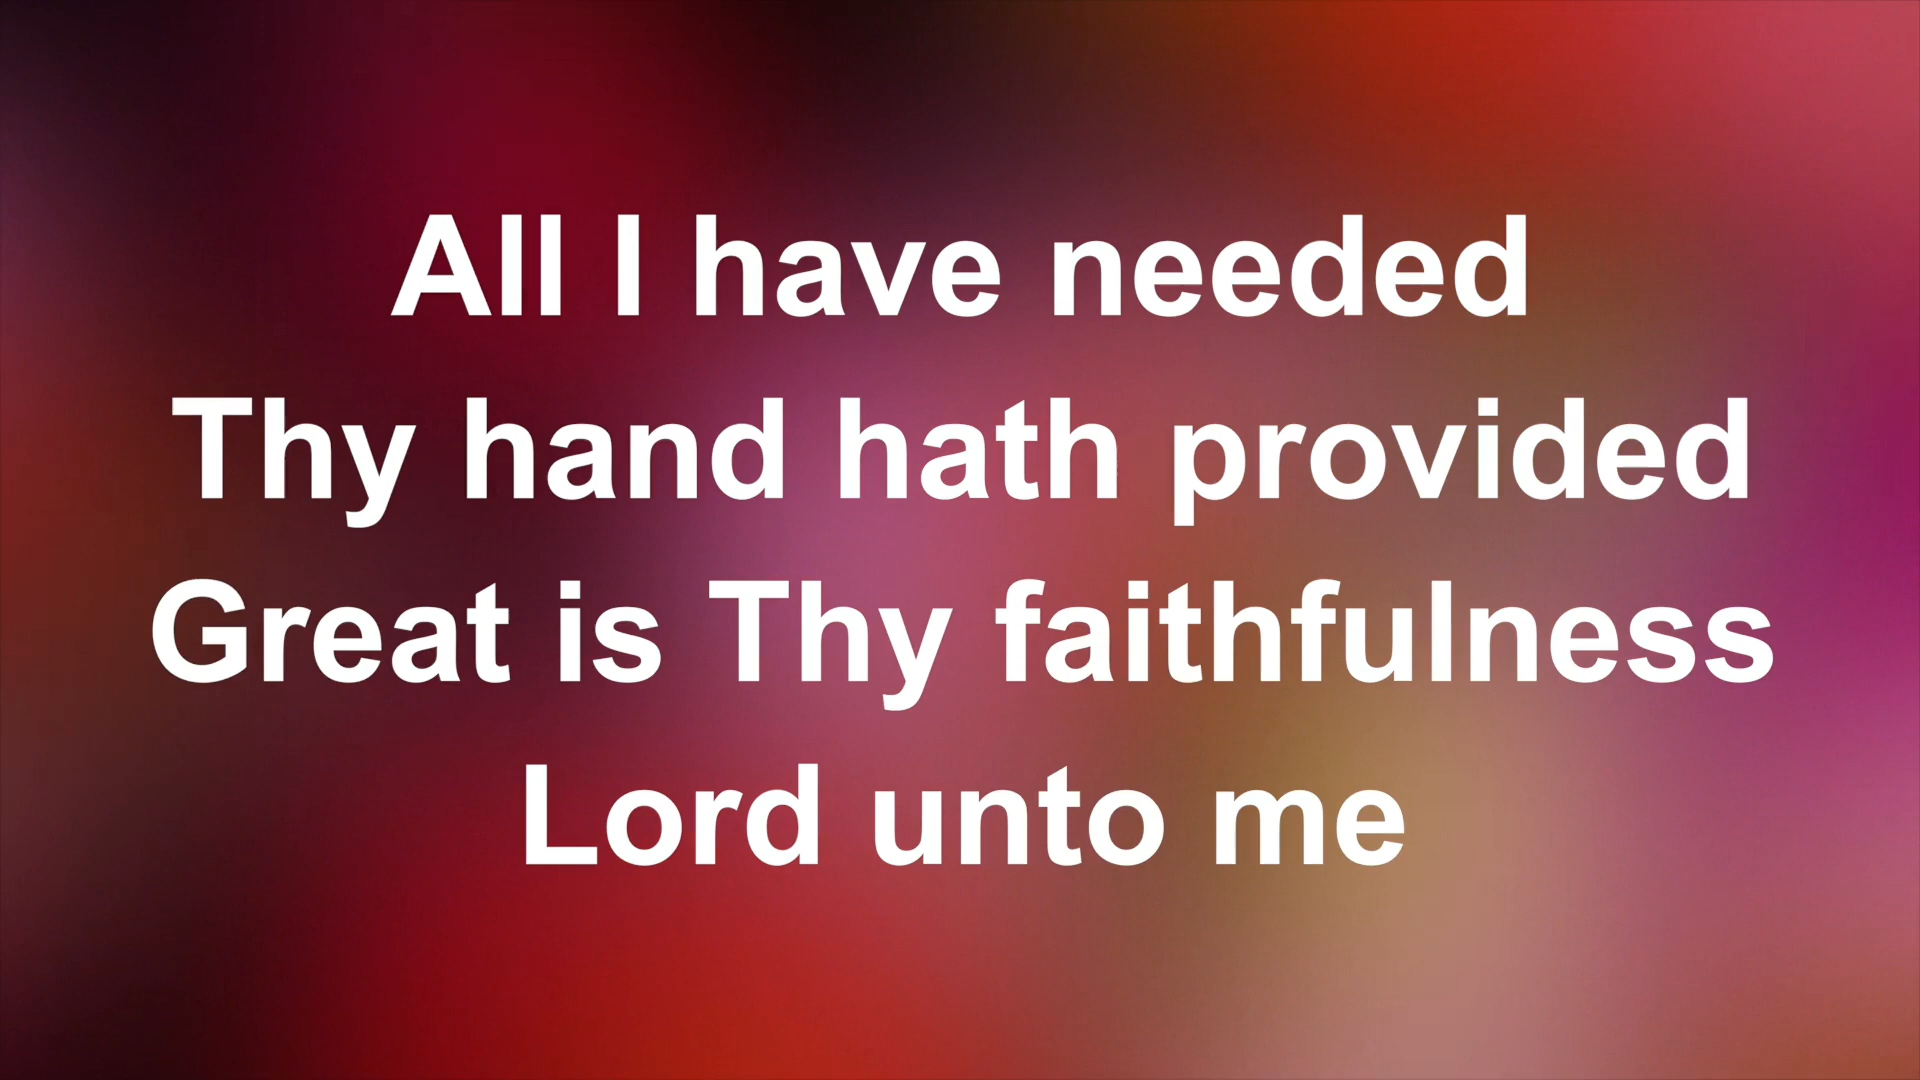 All I have needed
Thy hand hath provided
Great is Thy faithfulness
Lord unto me